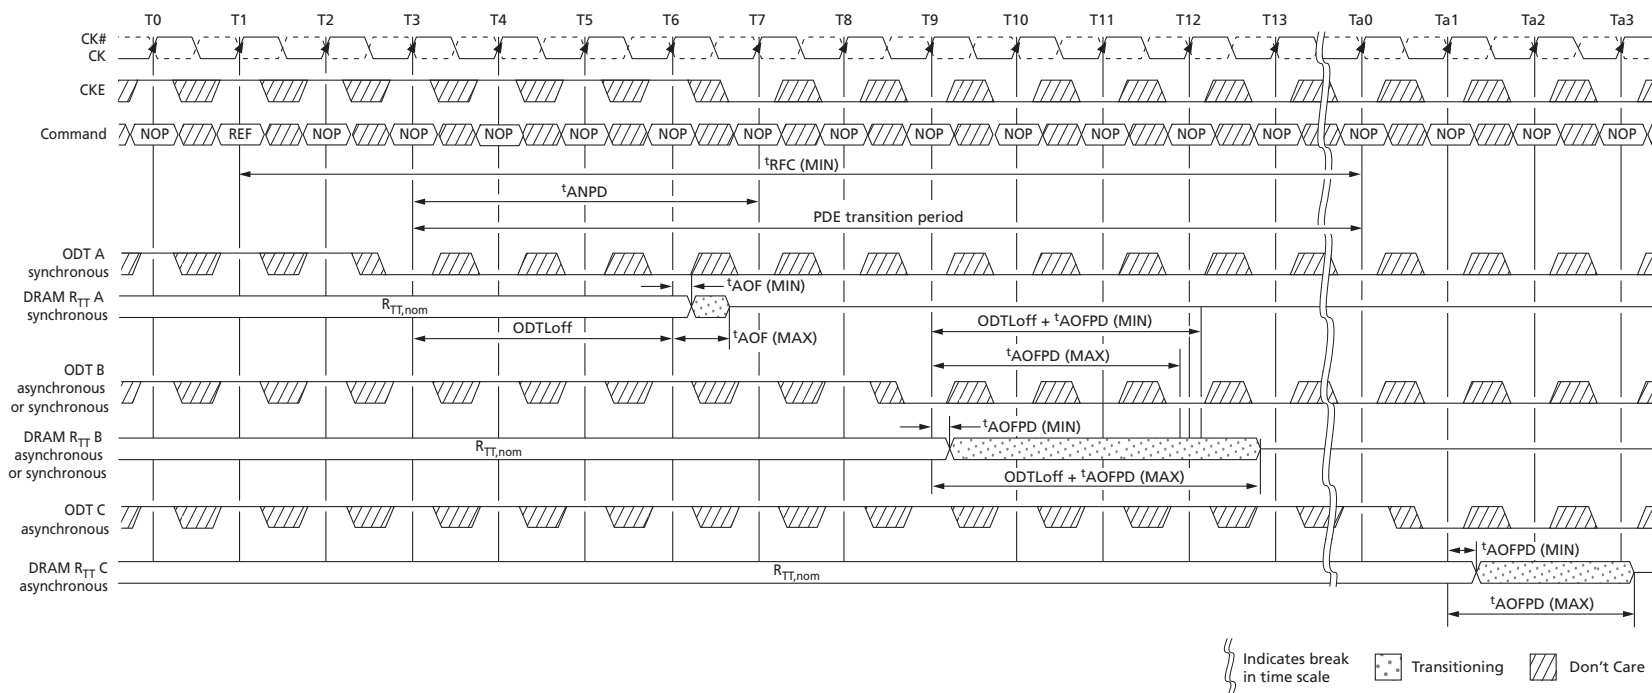 T0 T1 T2 T3 T4 T5 T6 T7 T8 T9 T10 T11 T12 T13 Ta0 Ta1 Ta2 Ta3
CK#
CK
CKE
Command NOP REF NOP NOP NOP NOP NOP NOP NOP NOP NOP NOP NOP NOP NOP NOP NOP NOP
tRFC (MIN)
tANPD
PDE transition period
ODT A
synchronous
tAOF (MIN)
DRAM RTT A
synchronous
RTT,nom
ODTLoff
tAOF (MAX)
ODTLoff + tAOFPD (MIN)
tAOFPD (MAX)
ODT B
asynchronous
or synchronous
tAOFPD (MIN)
DRAM RTT B
asynchronous
or synchronous
RTT,nom
ODTLoff + tAOFPD (MAX)
ODT C
asynchronous
tAOFPD (MIN)
DRAM RTT C
asynchronous
RTT,nom
tAOFPD (MAX)
Indicates break
in time scale
Transitioning
Don't Care